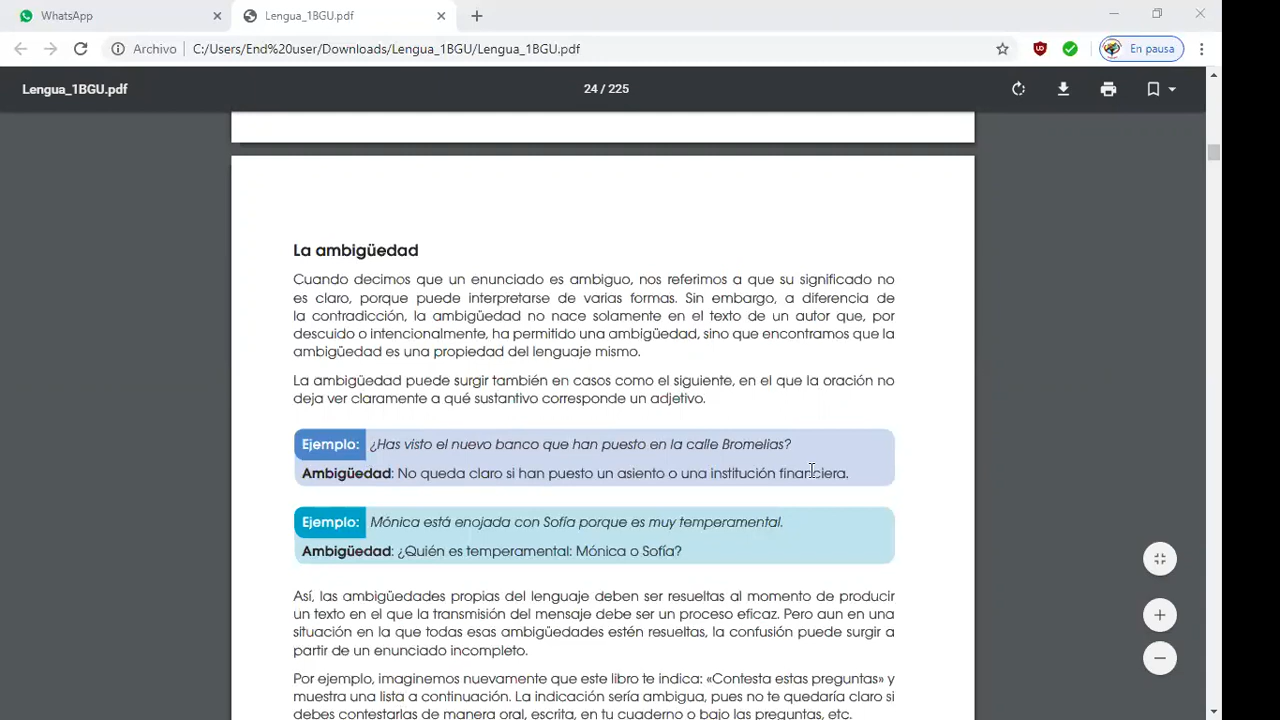 WhatsApp
Lengua_1BGU.pdf
Archivo
C:/Users/End%20user/Downloads/Lengua_1BGU/Lengua_1BGU.pdf
En pausa
Lengua_1BGU.pdf
24 / 225
La ambigüedad
Cuando decimos que un enunciado es ambiguo, nos referimos a que su significado no
es claro, porque puede interpretarse de varias formas. Sin embargo, a diferencia de
la contradicción, la ambigüedad no nace solamente en el texto de un autor que, por
descuido o intencionalmente, ha permitido una ambigüedad, sino que encontramos que la
ambigüedad es una propiedad del lenguaje mismo.
La ambigüedad puede surgir también en casos como el siguiente, en el que la oración no
deja ver claramente a qué sustantivo corresponde un adjetivo.
Ejemplo: ¿Has visto el nuevo banco que han puesto en la calle Bromelias?
Ambigüedad: No queda claro si han puesto un asiento o una institución financiera.
Ejemplo: Mónica está enojada con Sofía porque es muy temperamental.
Ambigüedad: ¿Quién es temperamental: Mónica o Sofía?
Así, las ambigüedades propias del lenguaje deben ser resueltas al momento de producir
un texto en el que la transmisión del mensaje debe ser un proceso eficaz. Pero aun en una
situación en la que todas esas ambigüedades estén resueltas, la confusión puede surgir a
partir de un enunciado incompleto.
Por ejemplo, imaginemos nuevamente que este libro te indica: «Contesta estas preguntas» y
muestra una lista a continuación. La indicación sería ambigua, pues no te quedaría claro si
debes contestarlas de manera oral, escrita, en tu cuaderno o bajo las preguntas, etc.